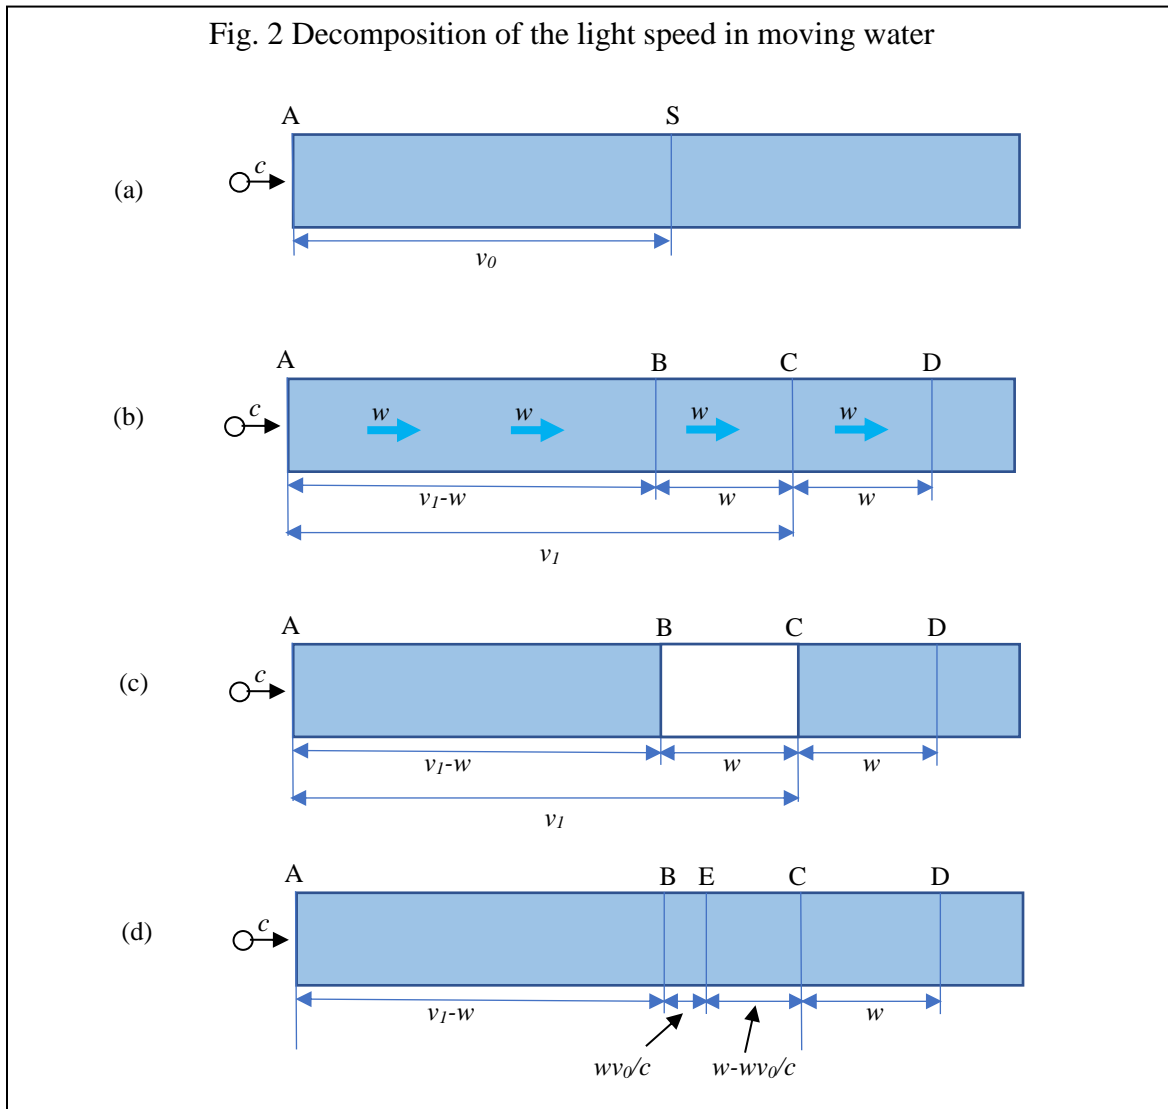 Fig. 2 Decomposition of the light speed in moving water
A S
c
(a)
v0
A B C D
c w w w w
(b)
v1-w w w
v1
A B C D
c
(c)
v1-w w w
v1
A B E C D
c
(d)
v1-w w
wv0/c w-wv0/c